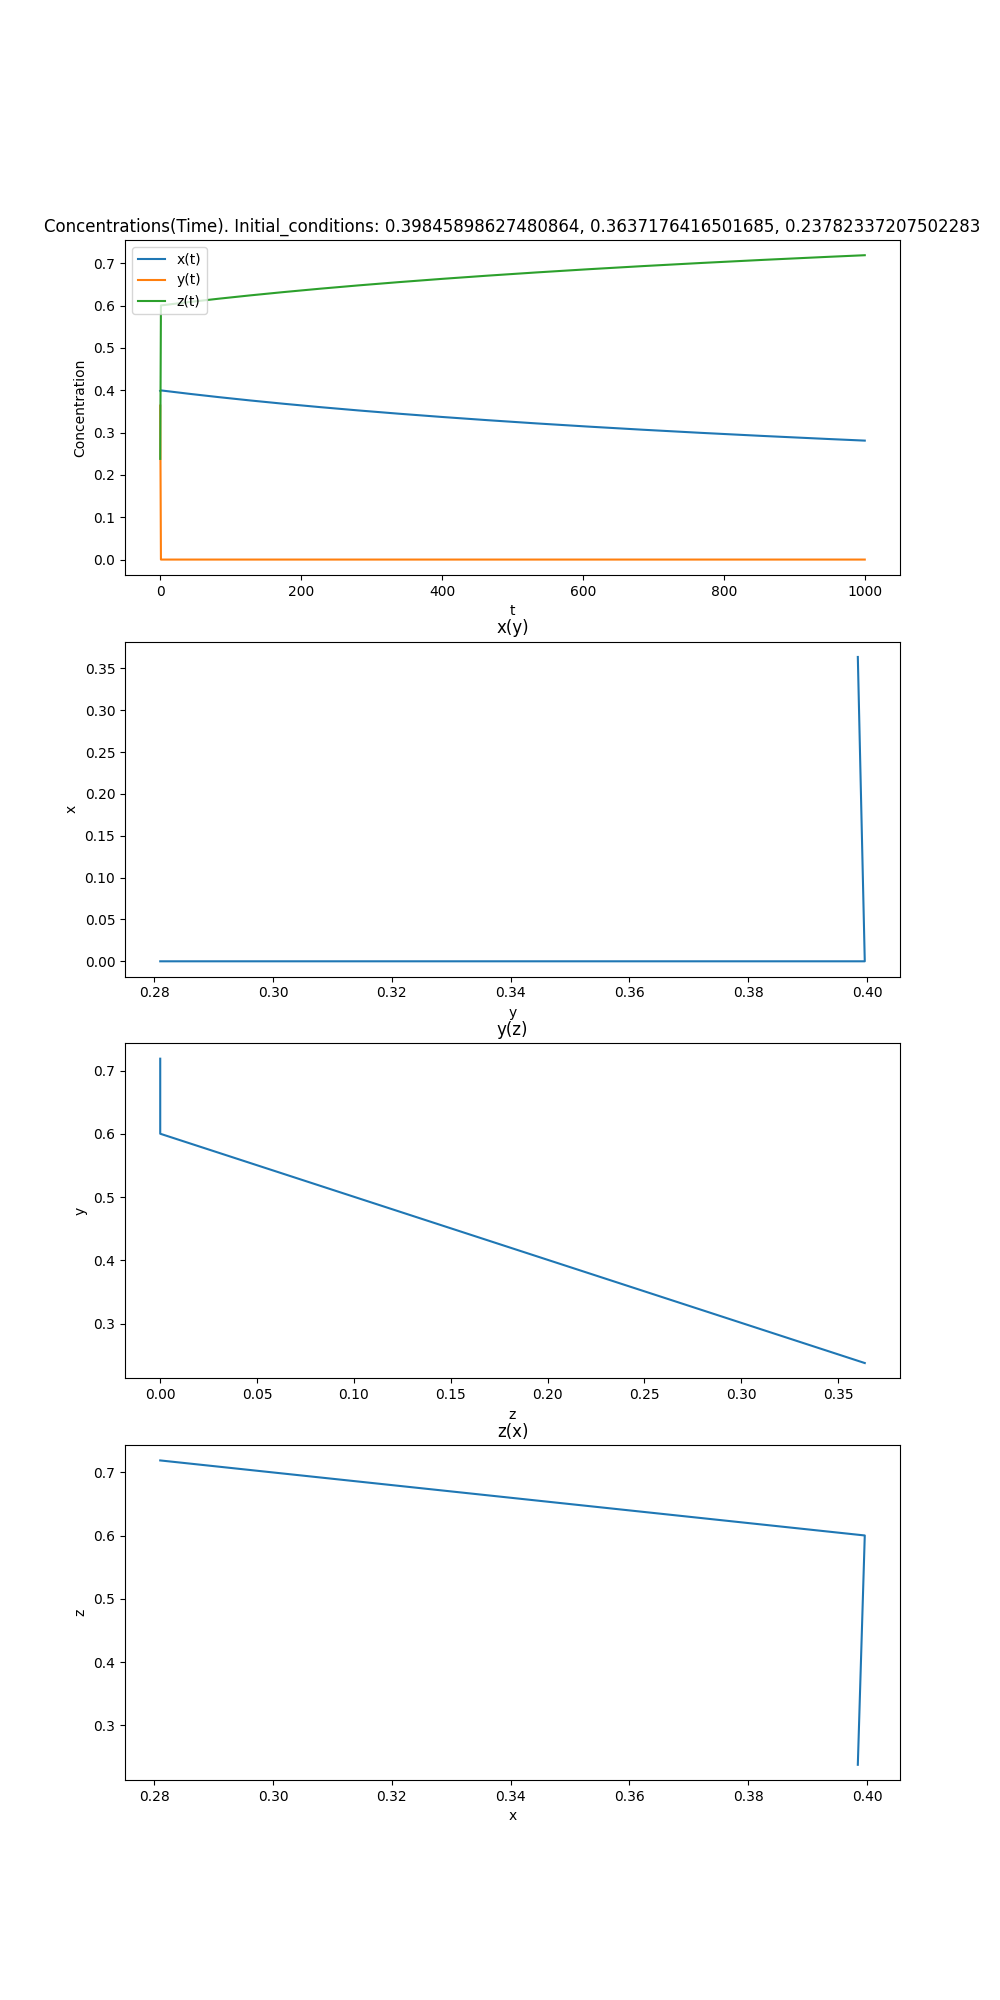 Concentrations(Time). Initial_conditions: 0.39845898627480864, 0.3637176416501685, 0.23782337207502283
x(t)
y(t)
z(t)
0.7
0.6
0.5
0.4
0.3
0.2
0.1
0.0
Concentration
0 200 400 600 800 1000
t
x(y)
0.35
0.30
0.25
0.20
0.15
0.10
0.05
0.00
x
0.28 0.30 0.32 0.34 0.36 0.38 0.40
y
y(z)
0.7
0.6
0.5
0.4
0.3
y
0.00 0.05 0.10 0.15 0.20 0.25 0.30 0.35
z
z(x)
0.7
0.6
0.5
0.4
0.3
z
0.28 0.30 0.32 0.34 0.36 0.38 0.40
x